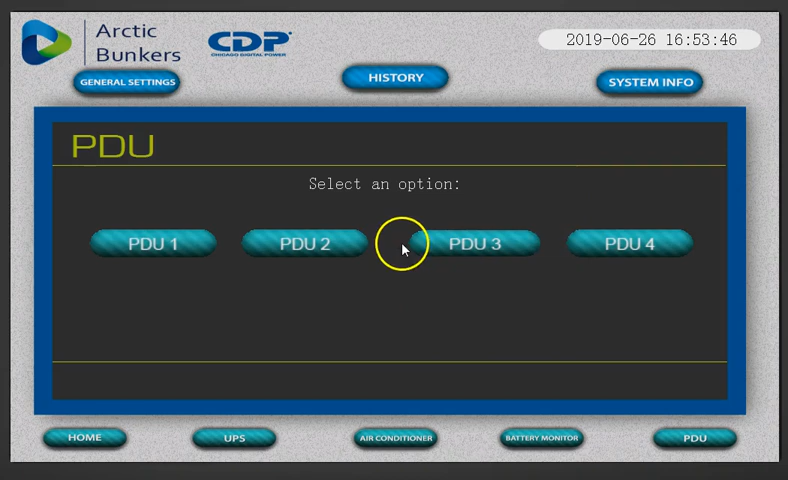 Arctic
Bunkers
CDP
CHICAGO DIGITAL POWER
2019-06-26 16:53:46
GENERAL SETTINGS
HISTORY
SYSTEM INFO
PDU
Select an option:
PDU 1
PDU 2
PDU 3
PDU 4
HOME
UPS
AIR CONDITIONER
BATTERY MONITOR
PDU